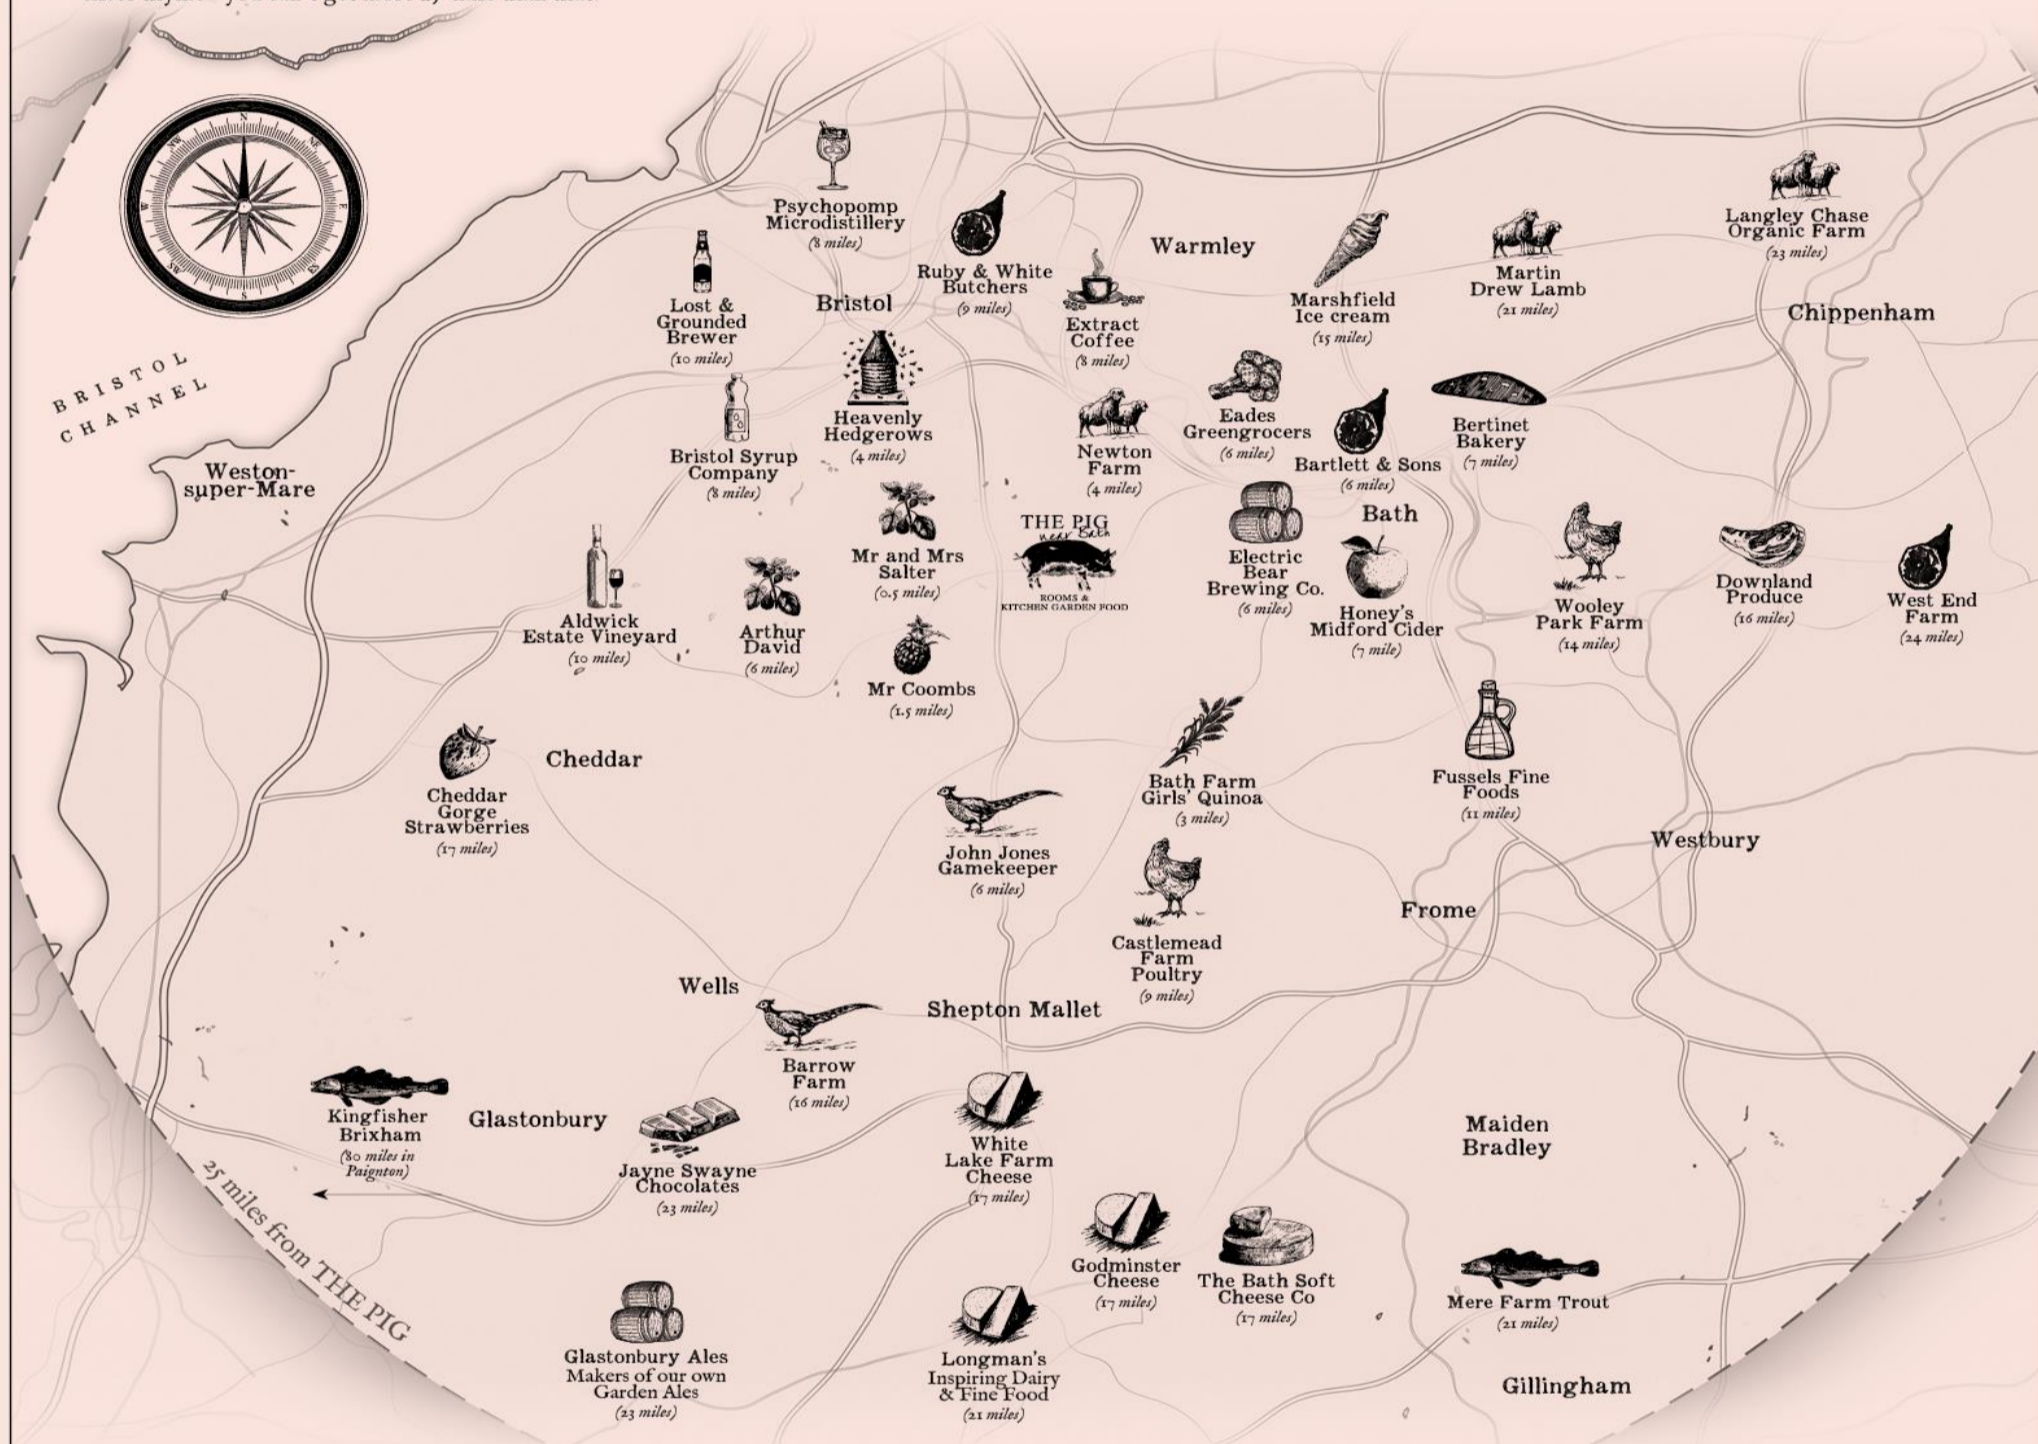 N
NE
E
ES
S
SW
W
NW
Psychopomp
Microdistillery
(8 miles)
Lost &
Grounded
Brewer
(10 miles)
Bristol
Ruby & White
Butchers
(9 miles)
Extract
Coffee
(8 miles)
Warmley
Marshfield
Ice cream
(15 miles)
Martin
Drew Lamb
(21 miles)
Langley Chase
Organic Farm
(23 miles)
Chippenham
BRISTOL
CHANNEL
Weston-
super-Mare
Bristol Syrup
Company
(8 miles)
Heavenly
Hedgerows
(4 miles)
Newton
Farm
(4 miles)
Eades
Greengrocers
(6 miles)
Bartlett & Sons
(6 miles)
Bertinet
Bakery
(7 miles)
Bath
Aldwick
Estate Vineyard
(10 miles)
Arthur
David
(6 miles)
Mr and Mrs
Salter
(0.5 miles)
THE PIG
near Bath
ROOMS &
KITCHEN GARDEN FOOD
Electric
Bear
Brewing Co.
(6 miles)
Honey's
Midford Cider
(7 mile)
Wooley
Park Farm
(14 miles)
Downland
Produce
(16 miles)
West End
Farm
(24 miles)
Mr Coombs
(1.5 miles)
Cheddar
Gorge
Strawberries
(17 miles)
Cheddar
John Jones
Gamekeeper
(6 miles)
Bath Farm
Girls' Quinoa
(3 miles)
Fussels Fine
Foods
(11 miles)
Westbury
Castlemead
Farm
Poultry
(9 miles)
Frome
Wells
Shepton Mallet
Barrow
Farm
(16 miles)
Kingfisher
Brixham
(80 miles in
Paignton)
Glastonbury
Jayne Swayne
Chocolates
(23 miles)
White
Lake Farm
Cheese
(17 miles)
Maiden
Bradley
Godminster
Cheese
(17 miles)
The Bath Soft
Cheese Co
(17 miles)
Mere Farm Trout
(21 miles)
25 miles from THE PIG
Glastonbury Ales
Makers of our own
Garden Ales
(23 miles)
Longman's
Inspiring Dairy
& Fine Food
(21 miles)
Gillingham